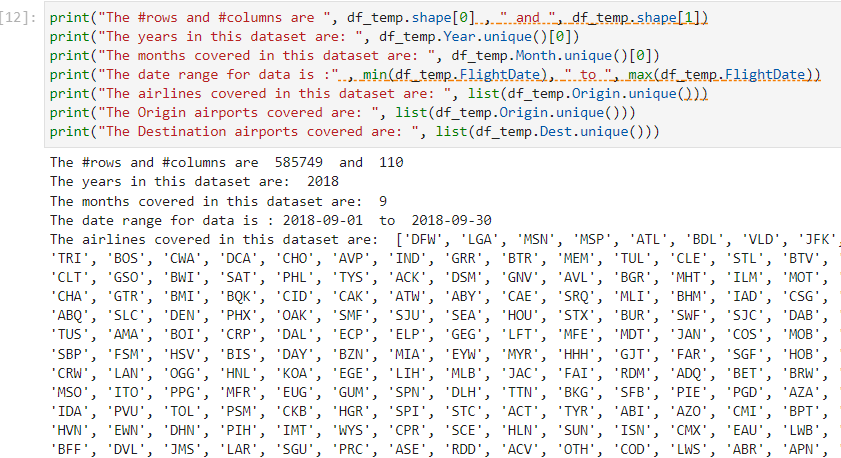 [12]: print("The #rows and #columns are ", df_temp.shape[0] , " and ", df_temp.shape[1])
print("The years in this dataset are: ", df_temp.Year.unique()[0])
print("The months covered in this dataset are: ", df_temp.Month.unique()[0])
print("The date range for data is :" , min(df_temp.FlightDate), " to ", max(df_temp.FlightDate))
print("The airlines covered in this dataset are: ", list(df_temp.Origin.unique()))
print("The Origin airports covered are: ", list(df_temp.Origin.unique()))
print("The Destination airports covered are: ", list(df_temp.Dest.unique()))
The #rows and #columns are  585749  and  110
The years in this dataset are:  2018
The months covered in this dataset are:  9
The date range for data is : 2018-09-01  to  2018-09-30
The airlines covered in this dataset are:  ['DFW', 'LGA', 'MSN', 'MSP', 'ATL', 'BDL', 'VLD', 'JFK',
'TRI', 'BOS', 'CWA', 'DCA', 'CHO', 'AVP', 'IND', 'GRR', 'BTR', 'MEM', 'TUL', 'CLE', 'STL', 'BTV',
'CLT', 'GSO', 'BWI', 'SAT', 'PHL', 'TYS', 'ACK', 'DSM', 'GNV', 'AVL', 'BGR', 'MHT', 'ILM', 'MOT',
'CHA', 'GTR', 'BMI', 'BQK', 'CID', 'CAK', 'ATW', 'ABY', 'CAE', 'SRQ', 'MLI', 'BHM', 'IAD', 'CSG',
'ABQ', 'SLC', 'DEN', 'PHX', 'OAK', 'SMF', 'SJU', 'SEA', 'HOU', 'STX', 'BUR', 'SWF', 'SJC', 'DAB',
'TUS', 'AMA', 'BOI', 'CRP', 'DAL', 'ECP', 'ELP', 'GEG', 'LFT', 'MFE', 'MDT', 'JAN', 'COS', 'MOB',
'SBP', 'FSM', 'HSV', 'BIS', 'DAY', 'BZN', 'MIA', 'EYW', 'MYR', 'HHH', 'GJT', 'FAR', 'SGF', 'HOB',
'CRW', 'LAN', 'OGG', 'HNL', 'KOA', 'EGE', 'LIH', 'MLB', 'JAC', 'FAI', 'RDM', 'ADQ', 'BET', 'BRW',
'MSO', 'ITO', 'PPG', 'MFR', 'EUG', 'GUM', 'SPN', 'DLH', 'TTN', 'BKG', 'SFB', 'PIE', 'PGD', 'AZA',
'IDA', 'PVU', 'TOL', 'PSM', 'CKB', 'HGR', 'SPI', 'STC', 'ACT', 'TYR', 'ABI', 'AZO', 'CMI', 'BPT',
'HVN', 'EWN', 'DHN', 'PIH', 'IMT', 'WYS', 'CPR', 'SCE', 'HLN', 'SUN', 'ISN', 'CMX', 'EAU', 'LWB',
'BFF', 'DVL', 'JMS', 'LAR', 'SGU', 'PRC', 'ASE', 'RDD', 'ACV', 'OTH', 'COD', 'LWS', 'ABR', 'APN',